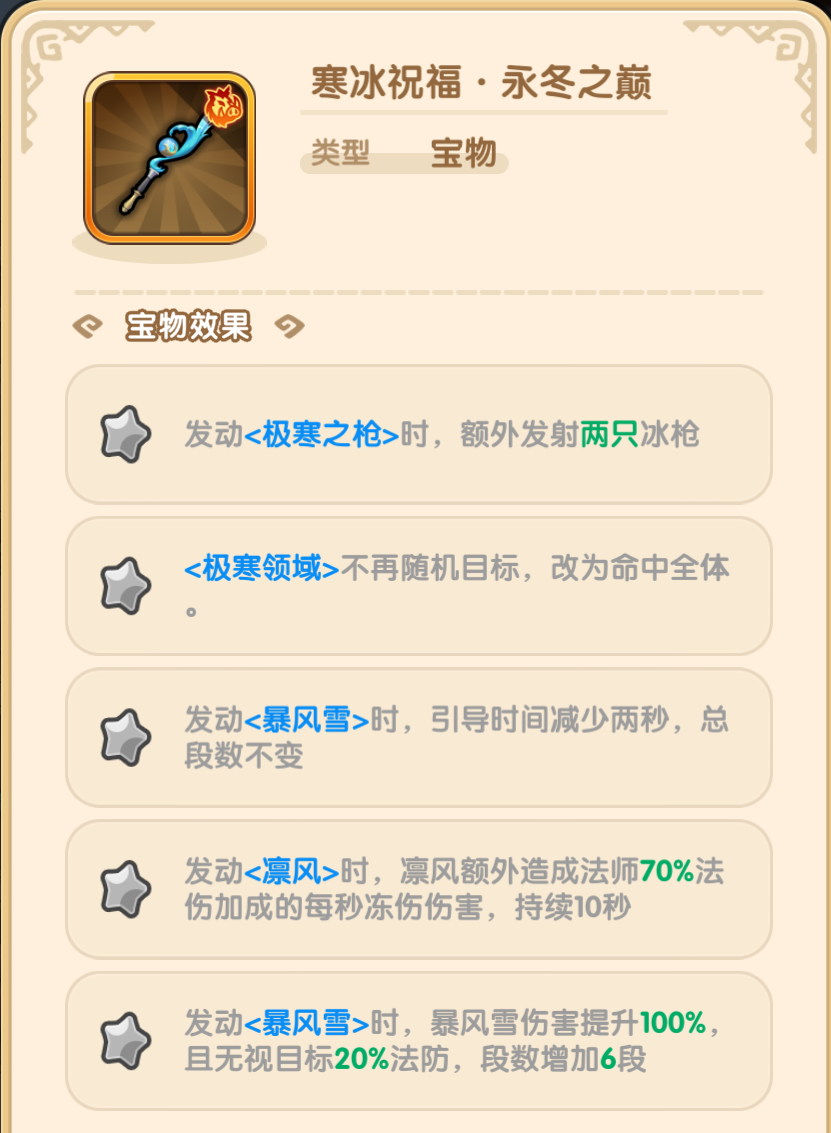 寒冰祝福·永冬之巅
类型 宝物
宝物效果
发动<极寒之枪>时，额外发射两只冰枪
<极寒领域>不再随机目标，改为命中全体
。
发动<暴风雪>时，引导时间减少两秒，总
段数不变
发动<凛风>时，凛风额外造成法师70%法
伤加成的每秒冻伤伤害，持续10秒
发动<暴风雪>时，暴风雪伤害提升100%，
且无视目标20%法防，段数增加6段